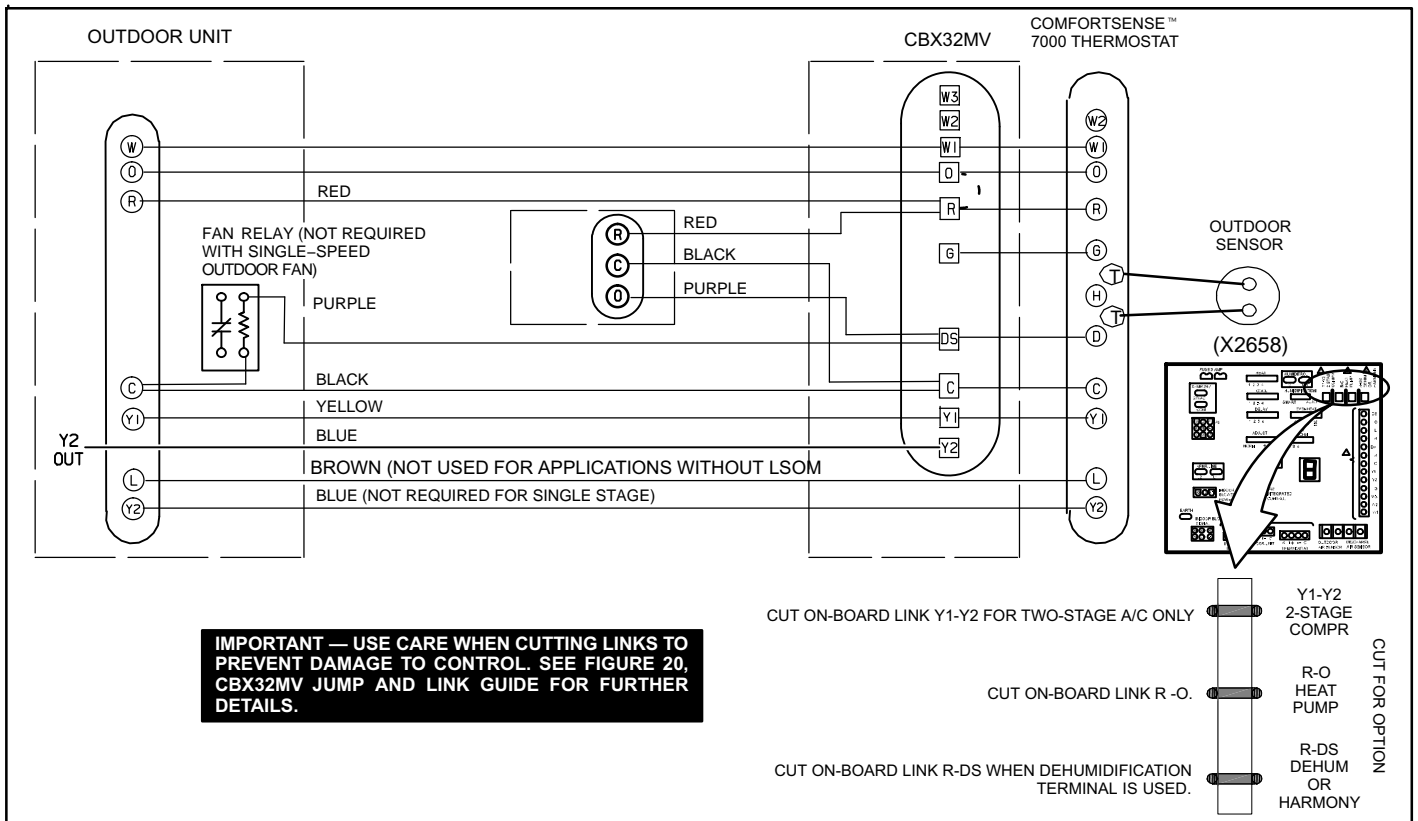 OUTDOOR UNIT
CBX32MV
COMFORTSENSE™
7000 THERMOSTAT
W3
W2
W2
W
W1
W1
O
O
O
RED
R
R
R
FAN RELAY (NOT REQUIRED
WITH SINGLE-SPEED
OUTDOOR FAN)
PURPLE
R
C
O
RED
BLACK
PURPLE
G
G
T
H
T
OUTDOOR
SENSOR
DS
D
(X2658)
C
BLACK
C
C
Y1
YELLOW
Y1
Y1
Y2
OUT
BLUE
Y2
BROWN (NOT USED FOR APPLICATIONS WITHOUT LSOM
L
L
BLUE (NOT REQUIRED FOR SINGLE STAGE)
Y2
Y2
IMPORTANT — USE CARE WHEN CUTTING LINKS TO
PREVENT DAMAGE TO CONTROL. SEE FIGURE 20,
CBX32MV JUMP AND LINK GUIDE FOR FURTHER
DETAILS.
CUT ON-BOARD LINK Y1-Y2 FOR TWO-STAGE A/C ONLY
Y1-Y2
2-STAGE
COMPR
CUT ON-BOARD LINK R -O.
R-O
HEAT
PUMP
CUT ON-BOARD LINK R-DS WHEN DEHUMIDIFICATION
TERMINAL IS USED.
R-DS
DEHUM
OR
HARMONY
CUT FOR OPTION